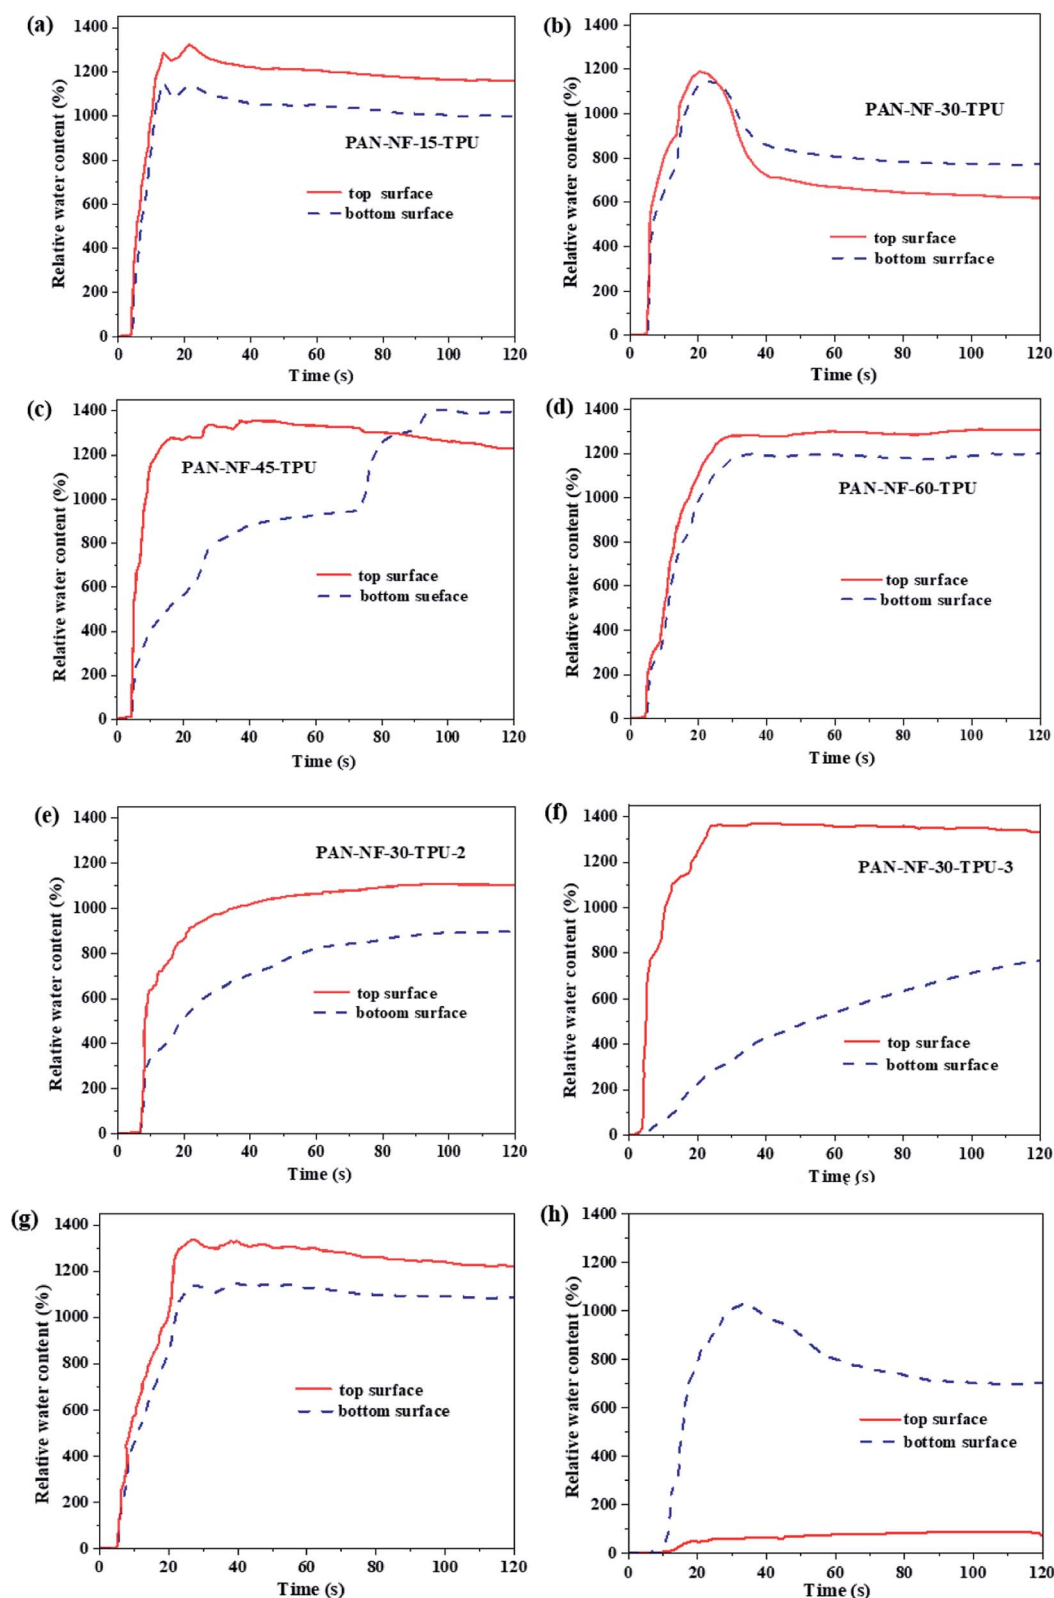 (a)
1400
1200
1000
800
600
400
200
0
Relative water content (%)
PAN-NF-15-TPU
top surface
bottom surface
0 20 40 60 80 100 120
Time (s)
(b)
1400
1200
1000
800
600
400
200
0
Relative water content (%)
PAN-NF-30-TPU
top surface
bottom surrface
0 20 40 60 80 100 120
Time (s)
(c)
1400
1200
1000
800
600
400
200
0
Relative water content (%)
PAN-NF-45-TPU
top surface
bottom sueface
0 20 40 60 80 100 120
Time (s)
(d)
1400
1200
1000
800
600
400
200
0
Relative water content (%)
PAN-NF-60-TPU
top surface
bottom surface
0 20 40 60 80 100 120
Time (s)
(e)
1400
1200
1000
800
600
400
200
0
Relative water content (%)
PAN-NF-30-TPU-2
top surface
botoom surface
0 20 40 60 80 100 120
Time (s)
(f)
1400
1200
1000
800
600
400
200
0
Relative water content (%)
PAN-NF-30-TPU-3
top surface
bottom surface
0 20 40 60 80 100 120
Time (s)
(g)
1400
1200
1000
800
600
400
200
0
Relative water content (%)
top surface
bottom surface
0 20 40 60 80 100 120
Time (s)
(h)
1400
1200
1000
800
600
400
200
0
Relative water content (%)
top surface
bottom surface
0 20 40 60 80 100 120
Time (s)